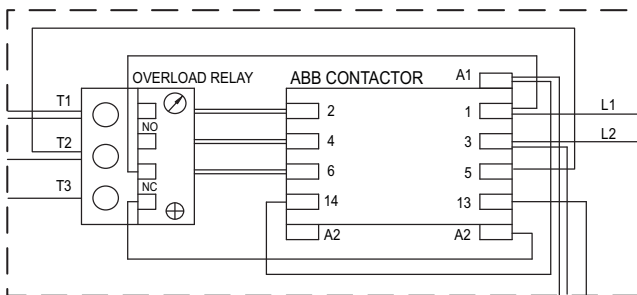 OVERLOAD RELAY
ABB CONTACTOR
A1
T1
2
1
L1
NO
T2
4
3
L2
6
5
T3
NC
14
13
A2
A2